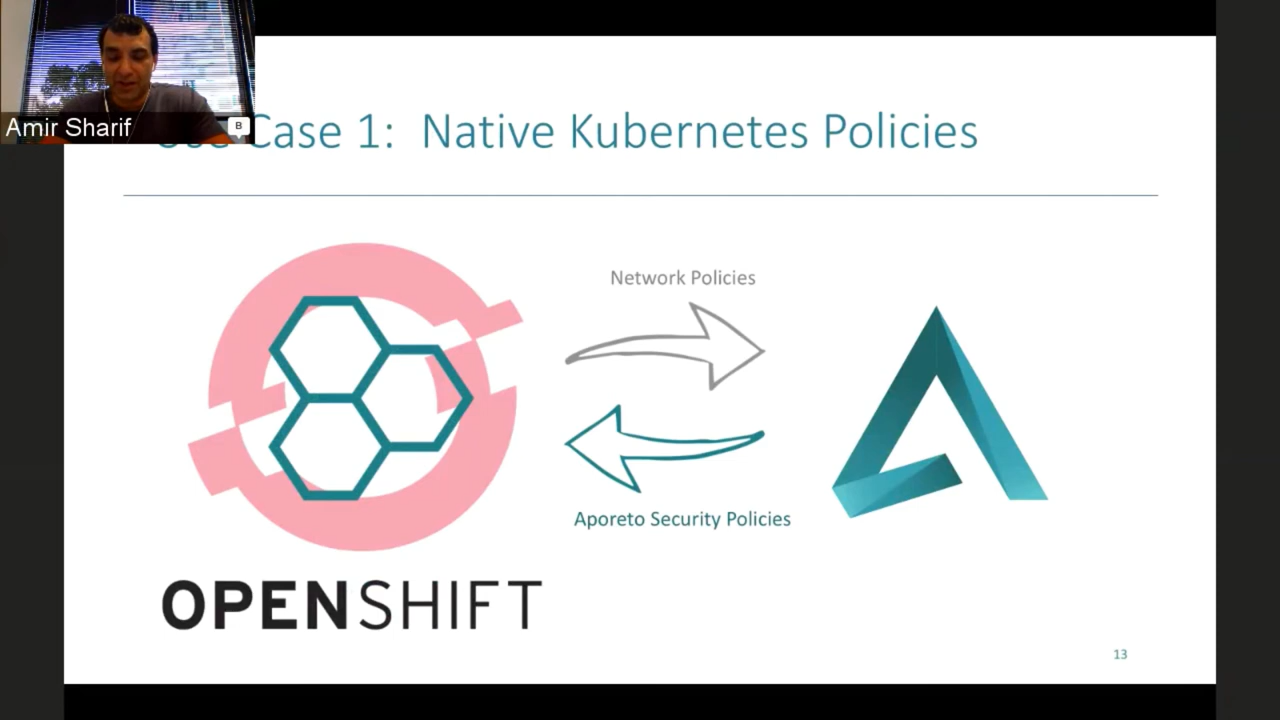 Amir Sharif
B
Case 1: Native Kubernetes Policies
Network Policies
Aporeto Security Policies
OPENSHIFT
13